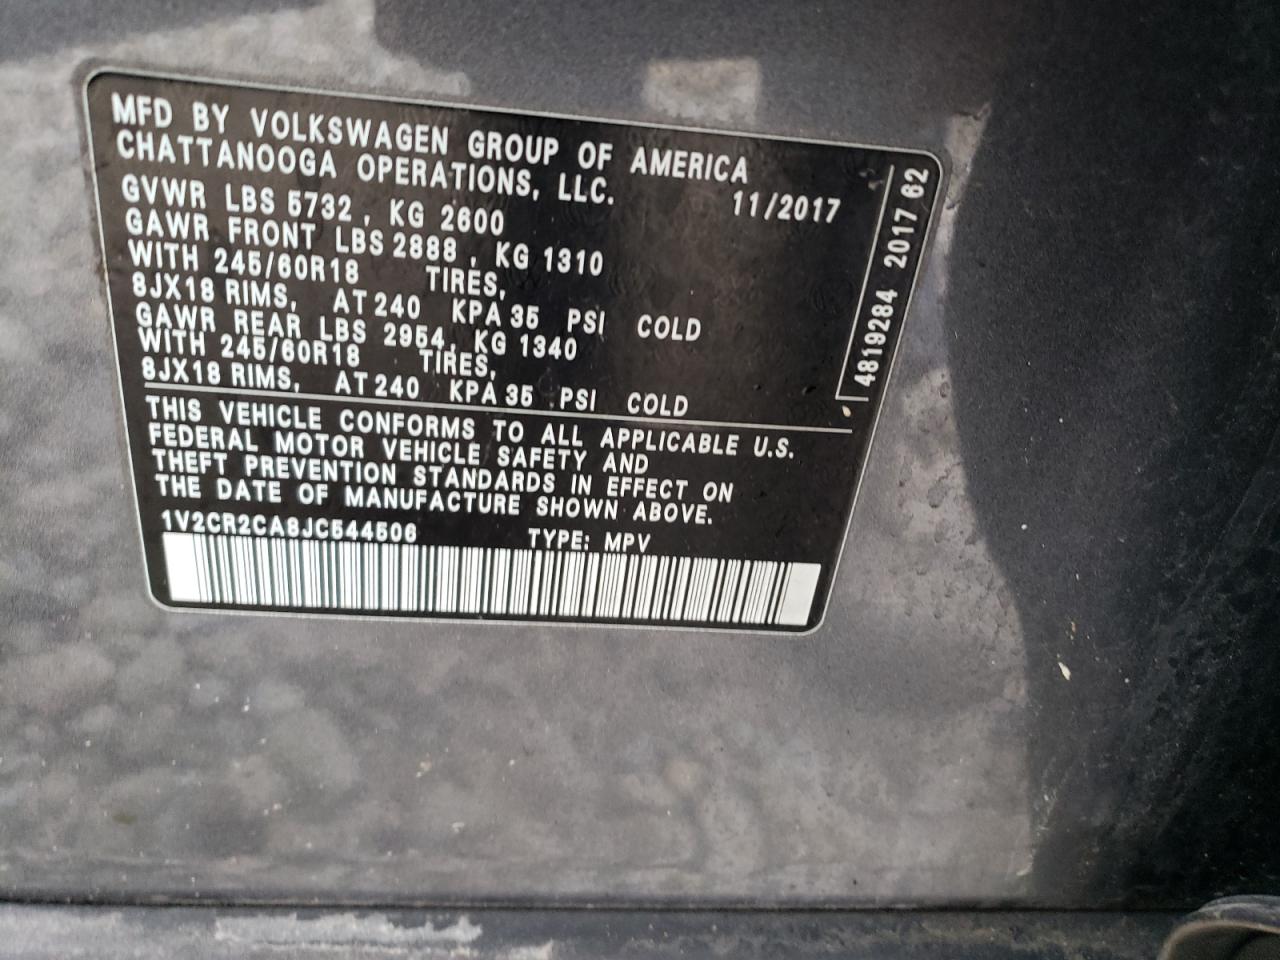 MFD BY VOLKSWAGEN GROUP OF AMERICA
CHATTANOOGA OPERATIONS, LLC.
11/2017
GVWR LBS 5732 , KG 2600
GAWR FRONT LBS 2888 , KG 1310
WITH 245/60R18 TIRES,
8JX18 RIMS, AT 240 KPA 35 PSI COLD
GAWR REAR LBS 2954, KG 1340
WITH 245/60R18 TIRES,
8JX18 RIMS, AT 240 KPA 35 PSI COLD
THIS VEHICLE CONFORMS TO ALL APPLICABLE U.S.
FEDERAL MOTOR VEHICLE SAFETY AND
THEFT PREVENTION STANDARDS IN EFFECT ON
THE DATE OF MANUFACTURE SHOWN ABOVE.
1V2CR2CA8JC544506 TYPE: MPV
4819284 2017 62